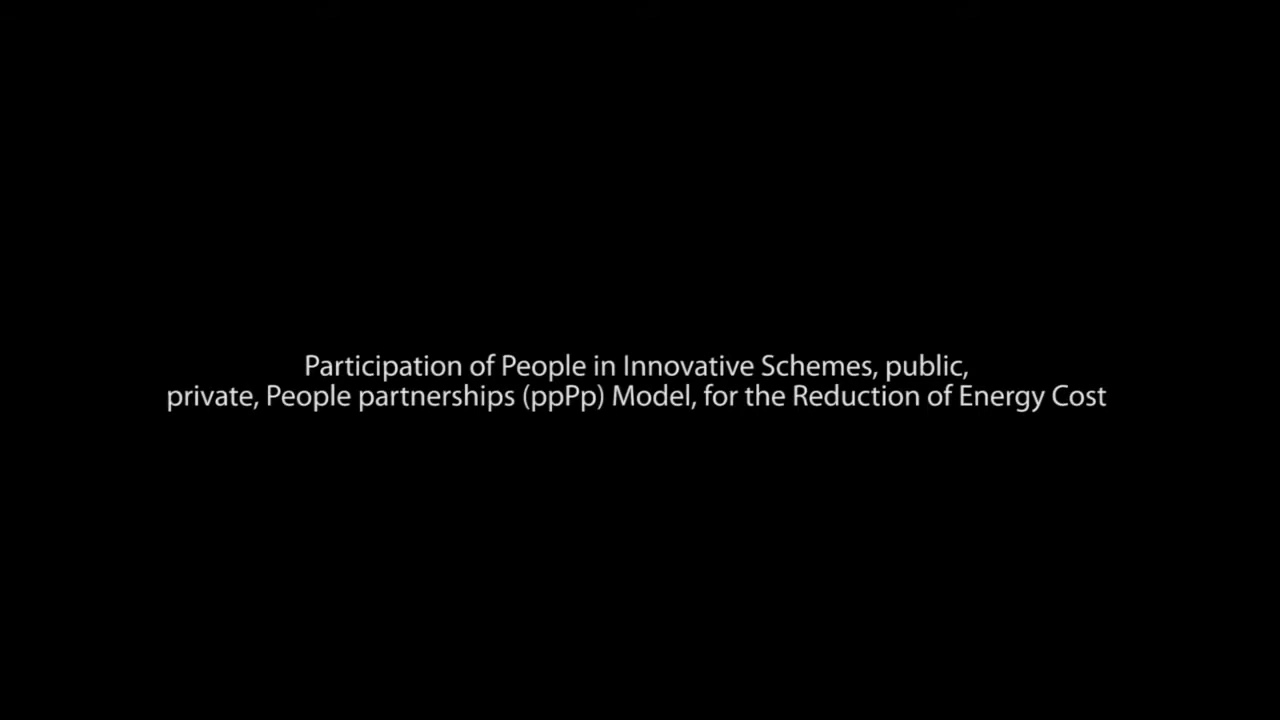 Participation of People in Innovative Schemes, public,
private, People partnerships (ppPp) Model, for the Reduction of Energy Cost